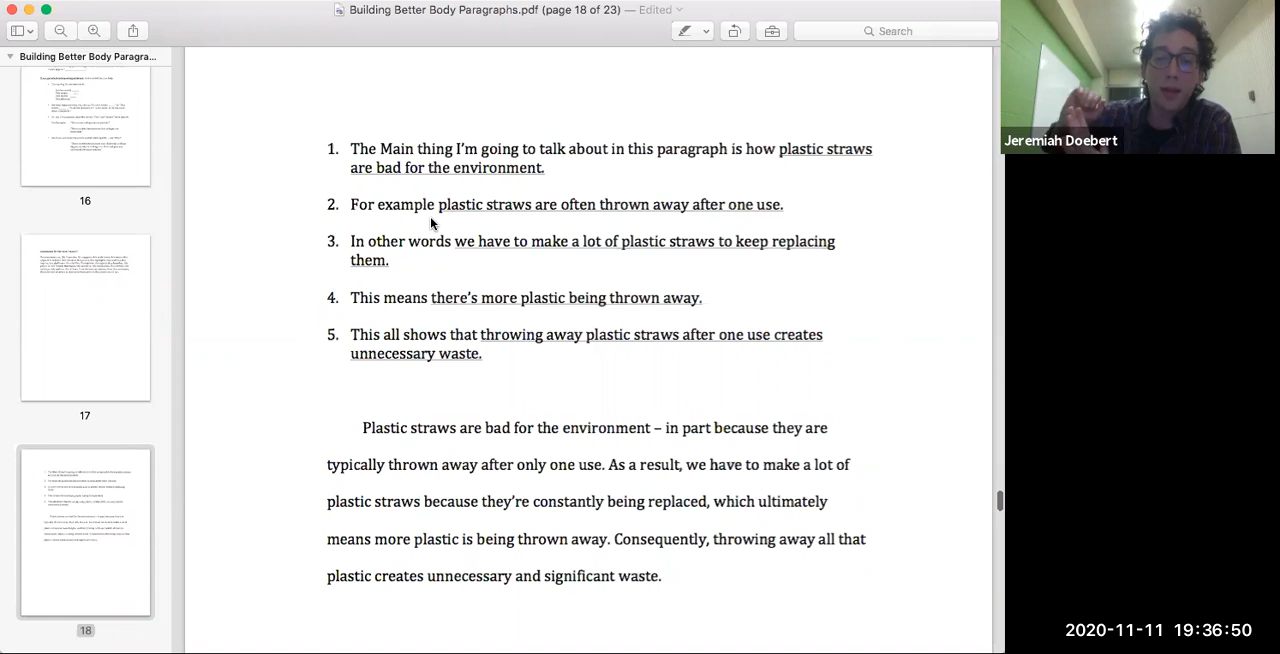 Building Better Body Paragraphs.pdf (page 18 of 23) — Edited
Search
Building Better Body Paragra...
16
17
18
1. The Main thing I'm going to talk about in this paragraph is how plastic straws
are bad for the environment.
2. For example plastic straws are often thrown away after one use.
3. In other words we have to make a lot of plastic straws to keep replacing
them.
4. This means there's more plastic being thrown away.
5. This all shows that throwing away plastic straws after one use creates
unnecessary waste.
Plastic straws are bad for the environment – in part because they are
typically thrown away after only one use. As a result, we have to make a lot of
plastic straws because they're constantly being replaced, which ultimately
means more plastic is being thrown away. Consequently, throwing away all that
plastic creates unnecessary and significant waste.
Jeremiah Doebert
2020-11-11 19:36:50